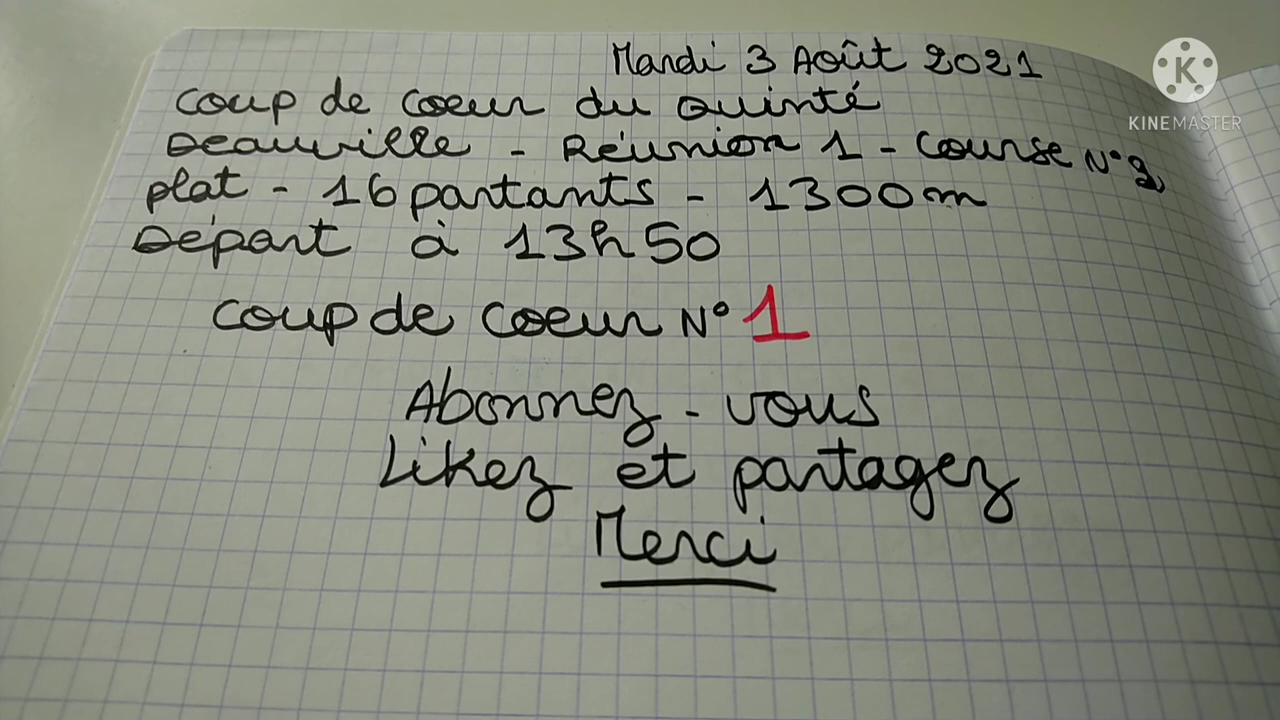 Mardi 3 Août 2021
Coup de coeur du Quinté
Deauville - Réunion 1 - Course N°2
plat - 16 partants - 1300m
Départ à 13h50
Coup de coeur N° 1
Abonnez-vous
Likez et partagez
Merci
K
KINEMASTER